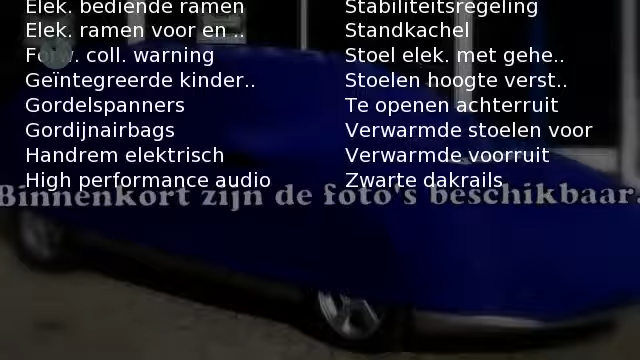 Elek. bediende ramen
Elek. ramen voor en ..
Forw. coll. warning
Geïntegreerde kinder..
Gordelspanners
Gordijnairbags
Handrem elektrisch
High performance audio
Stabiliteitsregeling
Standkachel
Stoel elek. met gehe..
Stoelen hoogte verst..
Te openen achterruit
Verwarmde stoelen voor
Verwarmde voorruit
Zwarte dakrails
Binnenkort zijn de foto's beschikbaar.